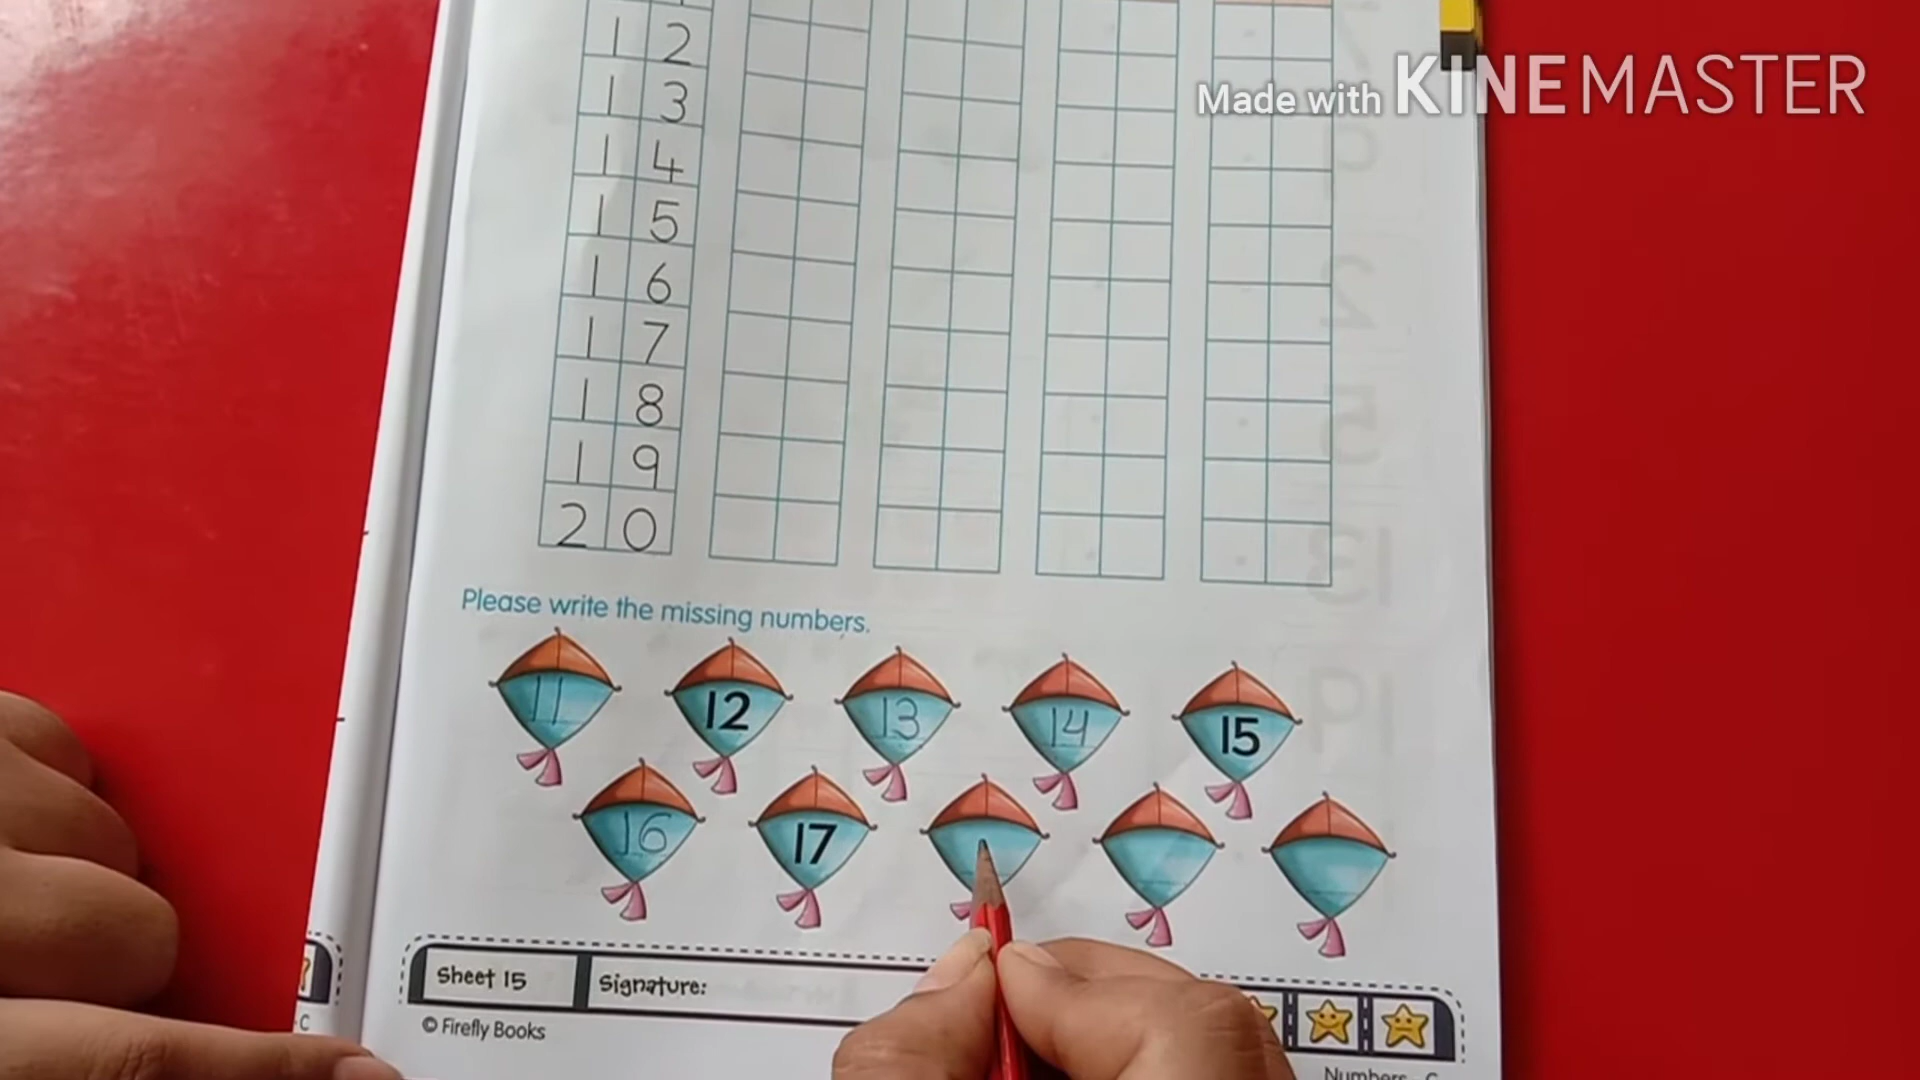 Made with KINEMASTER
1 2
1 3
1 4
1 5
1 6
1 7
1 8
1 9
2 0
Please write the missing numbers.
11 12 13 14 15
16 17
Sheet 15 Signature:
© Firefly Books
Numbers - C